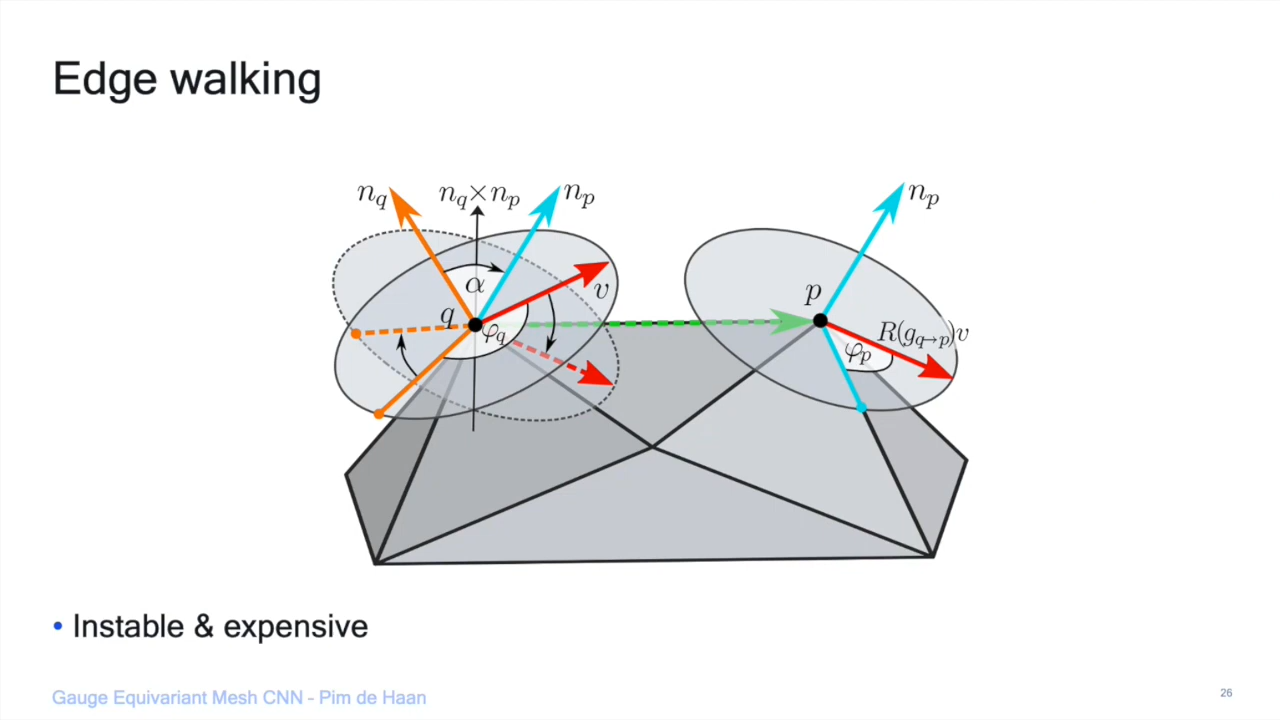 Edge walking
n_q
n_q×n_p
n_p
n_p
α
v
q
φ_q
p
R(g_{q→p})v
φ_p
• Instable & expensive
Gauge Equivariant Mesh CNN - Pim de Haan
26